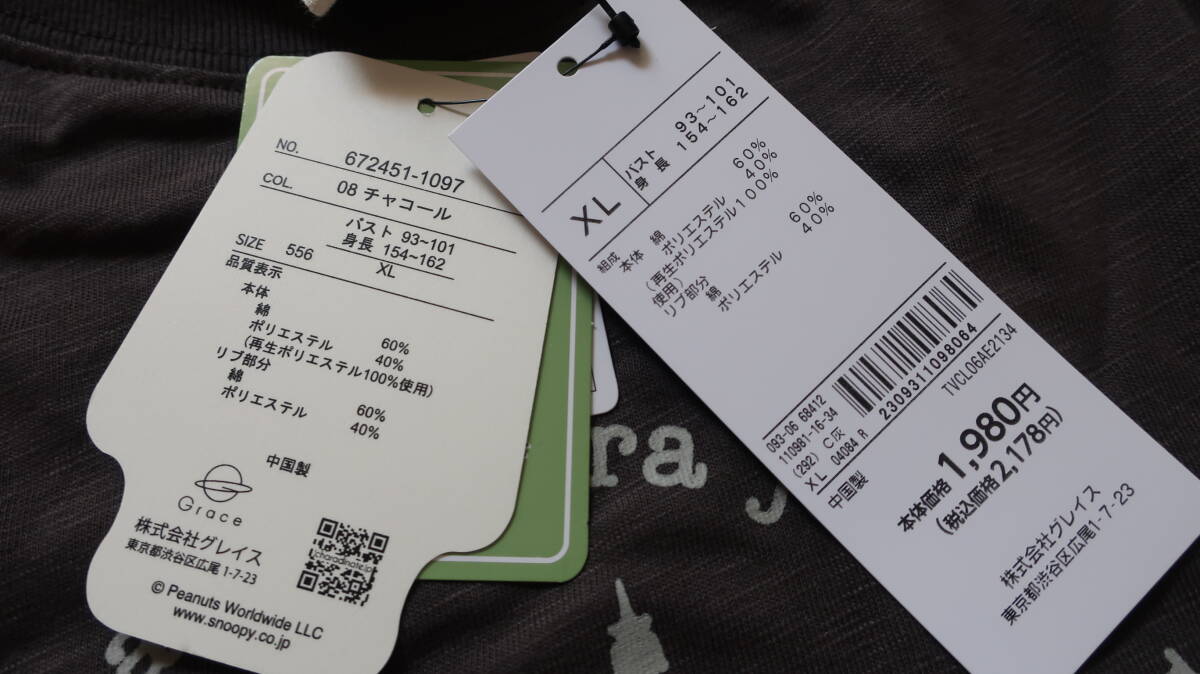 NO. 672451-1097
COL. 08 チャコール
バスト 93~101
身長 154~162
SIZE 556 XL
品質表示
本体
綿 60%
ポリエステル 40%
(再生ポリエステル100%使用)
リブ部分
綿 60%
ポリエステル 40%
中国製
Grace
株式会社グレイス
東京都渋谷区広尾 1-7-23
charadinate.jp
© Peanuts Worldwide LLC
www.snoopy.co.jp
XL
バスト 93~101
身長 154~162
組成
本体 綿 60%
ポリエステル 40%
(再生ポリエステル100%
使用)
リブ部分
綿 60%
ポリエステル 40%
093-06 68412
110981-16-34
(292) C灰
XL 04084 R
2309311098064
TVCL06AE2134
中国製
本体価格 1,980円
(税込価格 2,178円)
株式会社グレイス
東京都渋谷区広尾1-7-23